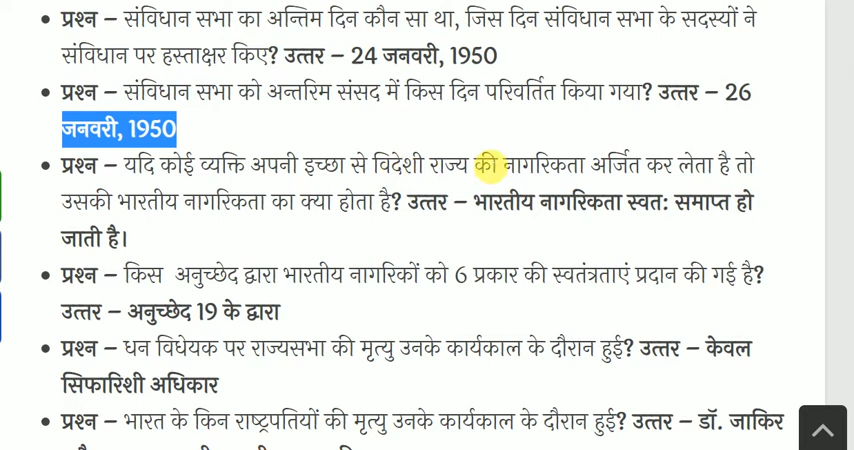 प्रश्न – संविधान सभा का अन्तिम दिन कौन सा था, जिस दिन संविधान सभा के सदस्यों ने
संविधान पर हस्ताक्षर किए? उत्तर – 24 जनवरी, 1950
प्रश्न – संविधान सभा को अन्तरिम संसद में किस दिन परिवर्तित किया गया? उत्तर – 26
जनवरी, 1950
प्रश्न – यदि कोई व्यक्ति अपनी इच्छा से विदेशी राज्य की नागरिकता अर्जित कर लेता है तो
उसकी भारतीय नागरिकता का क्या होता है? उत्तर – भारतीय नागरिकता स्वत: समाप्त हो
जाती है।
प्रश्न – किस अनुच्छेद द्वारा भारतीय नागरिकों को 6 प्रकार की स्वतंत्रताएं प्रदान की गई है?
उत्तर – अनुच्छेद 19 के द्वारा
प्रश्न – धन विधेयक पर राज्यसभा की मृत्यु उनके कार्यकाल के दौरान हुई? उत्तर – केवल
सिफारिशी अधिकार
प्रश्न – भारत के किन राष्ट्रपतियों की मृत्यु उनके कार्यकाल के दौरान हुई? उत्तर – डॉ. जाकिर